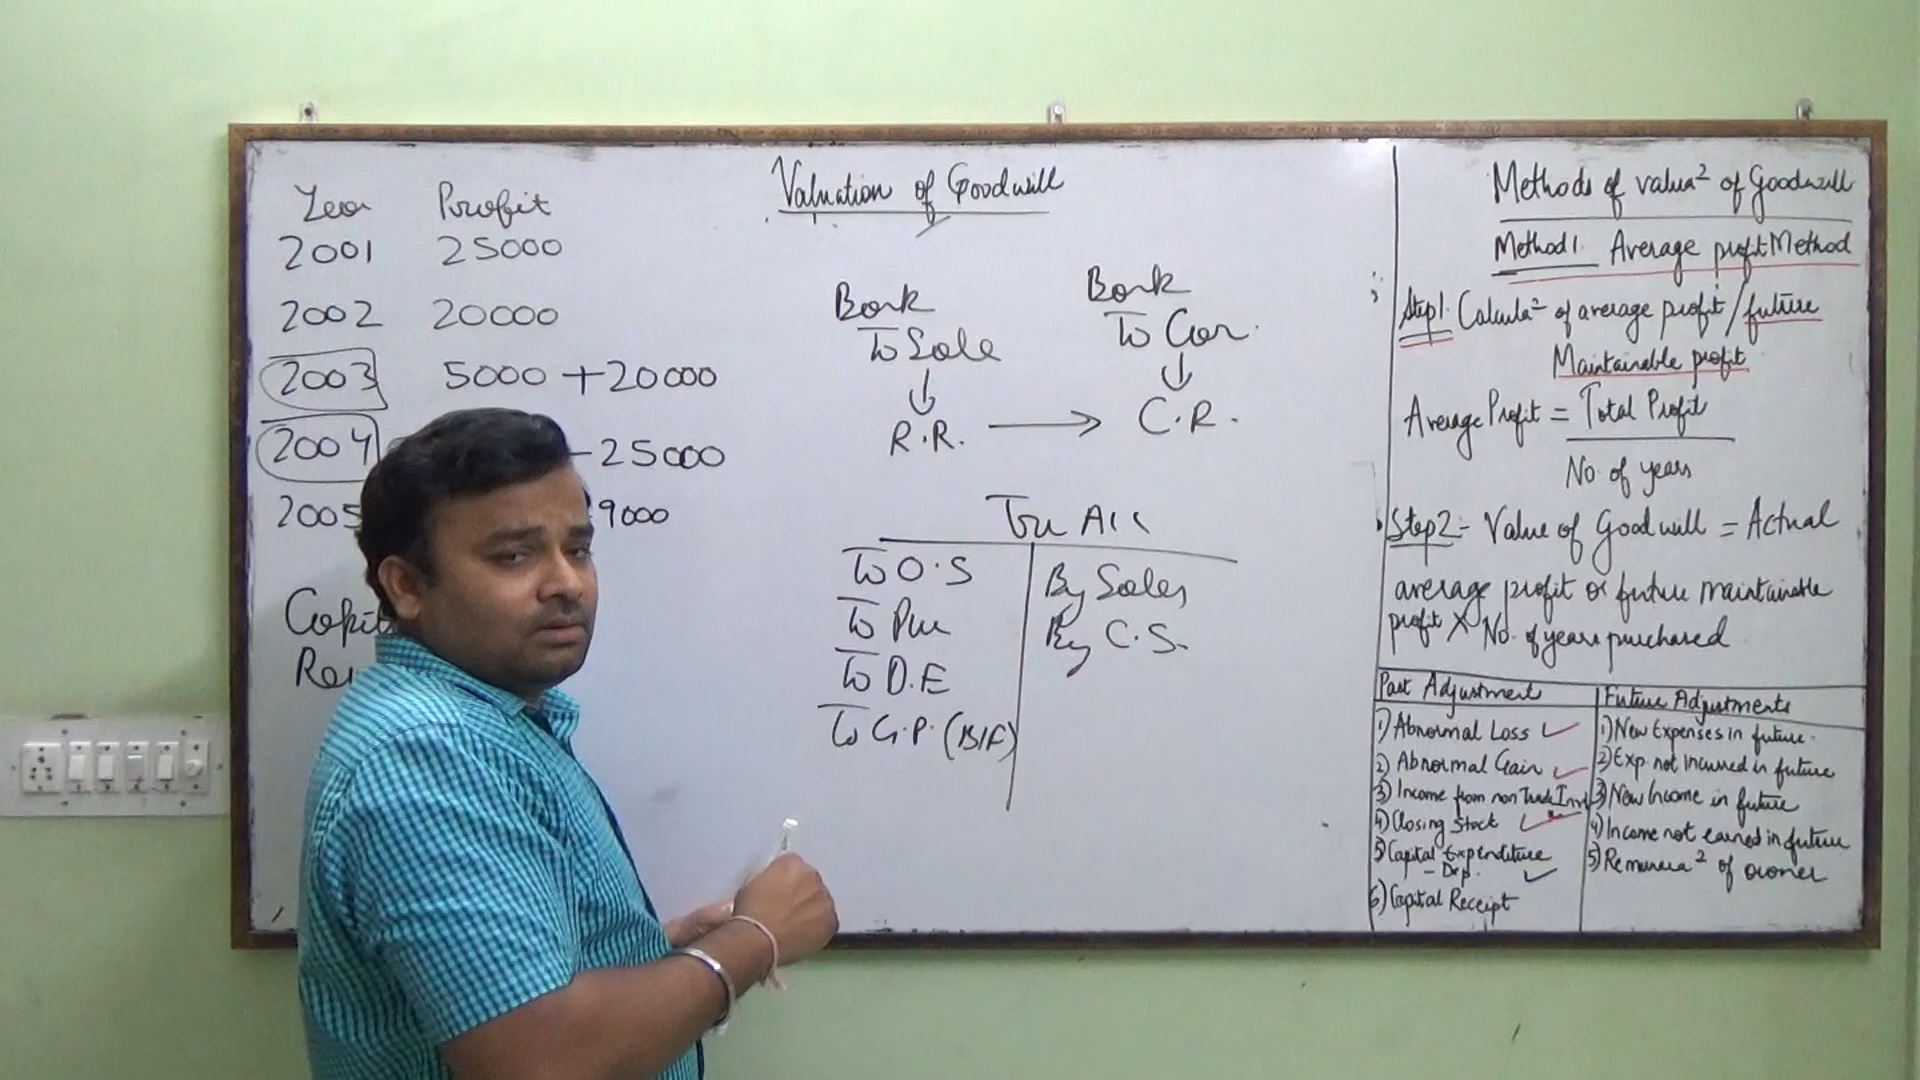 Valuation of Goodwill
Year Profit
2001 25000
2002 20000
2003 5000 + 20000
2004 - 25000
2005 9000
Capit
Re
Bank
To Sale
R.R.
Bank
To Car
C.R.
Tr A/c
To O.S
To Pur
To D.E
To G.P. (B/F)
By Sales
By C.S.
Methods of valua² of Goodwill
Method 1. Average profit Method
Step 1. Calcula² of average profit / future
Maintainable profit
Average Profit = Total Profit
No. of years
Step 2 - Value of Goodwill = Actual
average profit or future maintainable
profit X No. of years purchased
Past Adjustment
1) Abnormal Loss
2) Abnormal Gain
3) Income from non Trade Inv
4) Closing Stock
5) Capital Expenditure
- Dep.
6) Capital Receipt
Future Adjustments
1) New Expenses in future.
2) Exp. not incurred in future
3) New Income in future
4) Income not earned in future
5) Remunera² of owner